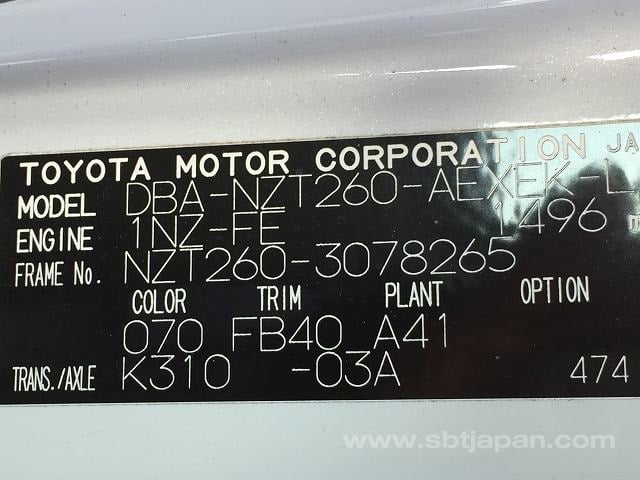 TOYOTA MOTOR CORPORATION JA
MODEL DBA-NZT260-AEXEK-L
ENGINE 1NZ-FE 1496
FRAME No. NZT260-3078265
COLOR TRIM PLANT OPTION
070 FB40 A41
TRANS./AXLE K310 -03A 474
www.sbtjapan.com